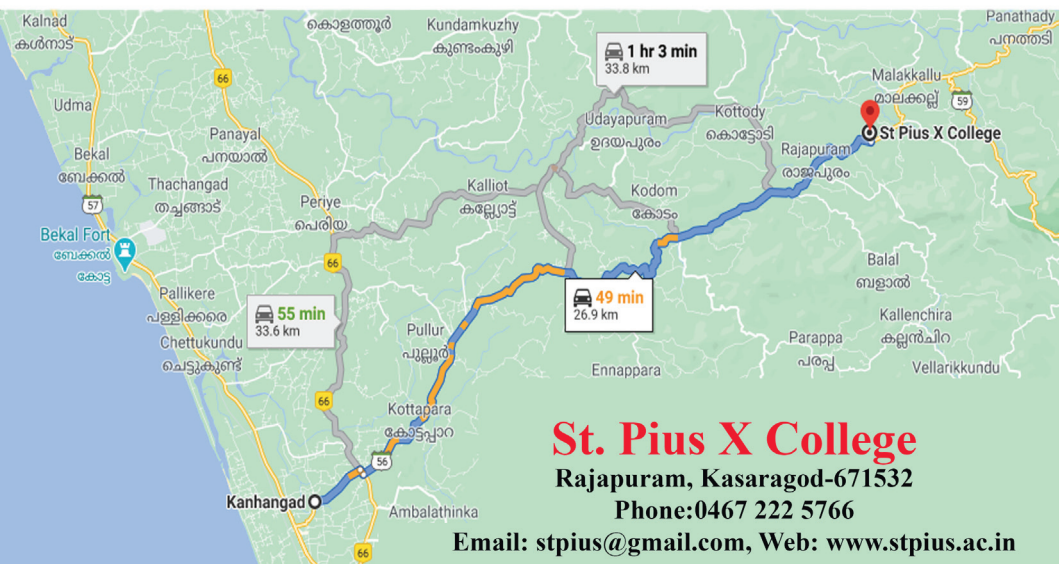 Kalnad
കൾനാട്
കൊളത്തൂർ
Kundamkuzhy
കുണ്ടംകുഴി
Panathady
പനത്തടി
66
1 hr 3 min
33.8 km
Malakkallu
മാലക്കല്ല്
59
Udma
Panayal
പനയാൽ
Udayapuram
ഉദയപുരം
Kottody
കൊട്ടോടി
St Pius X College
Rajapuram
രാജപുരം
Bekal
ബേക്കൽ
57
Thachangad
തച്ചങ്ങാട്
Periye
പെരിയ
Kalliot
കല്ല്യോട്ട്
Kodom
കോടം
Bekal Fort
ബേക്കൽ
കോട്ട
66
Balal
ബളാൽ
Pallikere
പള്ളിക്കരെ
55 min
33.6 km
49 min
26.9 km
Chettukundu
ചെട്ടുകുണ്ട്
Pullur
പുല്ലൂർ
Kallenchira
കല്ലൻചിറ
Parappa
പരപ്പ
Ennappara
Vellarikkundu
66
Kottapara
കോട്ടപ്പാറ
56
Kanhangad
Ambalathinka
66
St. Pius X College
Rajapuram, Kasaragod-671532
Phone:0467 222 5766
Email: stpius@gmail.com, Web: www.stpius.ac.in